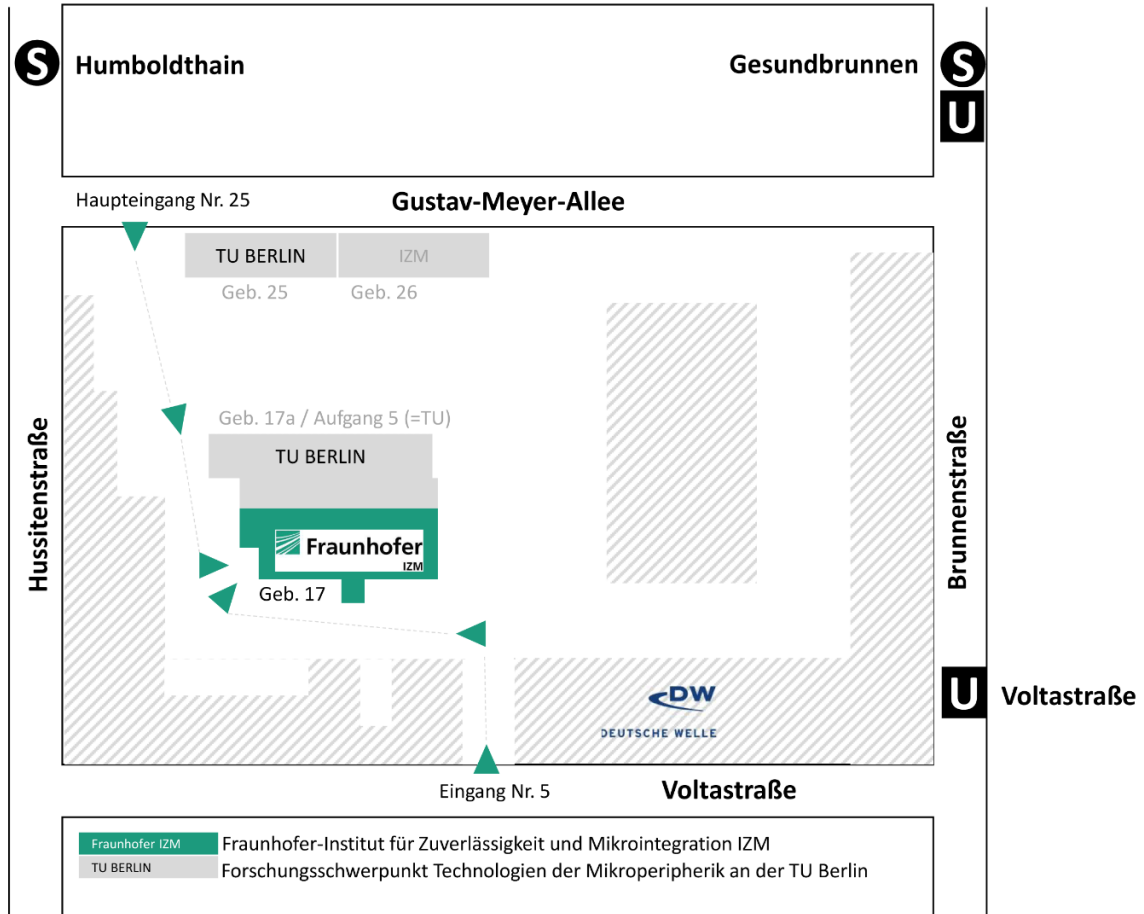 S Humboldthain
Gesundbrunnen S
U
Haupteingang Nr. 25
Gustav-Meyer-Allee
TU BERLIN
IZM
Geb. 25
Geb. 26
Geb. 17a / Aufgang 5 (=TU)
TU BERLIN
Hussitenstraße
Brunnenstraße
Fraunhofer
IZM
Geb. 17
DW
DEUTSCHE WELLE
U Voltastraße
Eingang Nr. 5
Voltastraße
Fraunhofer IZM Fraunhofer-Institut für Zuverlässigkeit und Mikrointegration IZM
TU BERLIN Forschungsschwerpunkt Technologien der Mikroperipherik an der TU Berlin